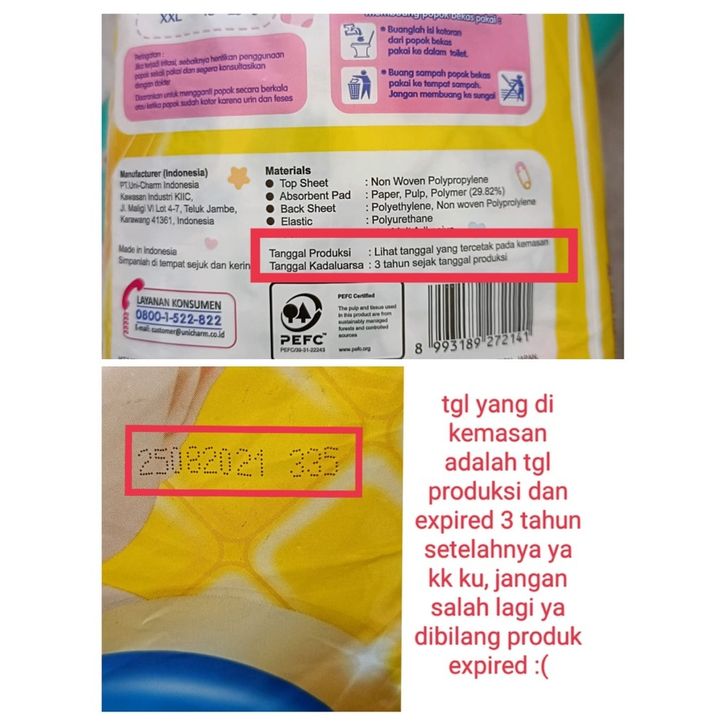 XXL
Membuang popok bekas pakai :
Buanglah isi kotoran
dari popok bekas
pakai ke dalam toilet.
Buang sampah popok bekas
pakai ke tempat sampah.
Jangan membuang ke sungai
Peringatan :
Jika terjadi iritasi, sebaiknya hentikan penggunaan
popok sekali pakai dan segera konsultasikan
dengan dokter
Disarankan untuk mengganti popok secara berkala
atau ketika popok sudah kotor karena urin dan feses
Manufacturer (Indonesia)
PT.Uni-Charm Indonesia
Kawasan Industri KIIC,
Jl. Maligi VI Lot 4-7, Teluk Jambe,
Karawang 41361, Indonesia
Made in Indonesia
Simpanlah di tempat sejuk dan kerin
Materials
● Top Sheet : Non Woven Polypropylene
● Absorbent Pad : Paper, Pulp, Polymer (29.82%)
● Back Sheet : Polyethylene, Non woven Polyprolylene
● Elastic : Polyurethane
Tanggal Produksi : Lihat tanggal yang tercetak pada kemasan
Tanggal Kadaluarsa : 3 tahun sejak tanggal produksi
LAYANAN KONSUMEN
0800-1-522-822
E-mail: customer@unicharm.co.id
PEFC
PEFC/39-31-22243
PEFC Certified
The pulp and tissue used
in this product are from
sustainably managed
forests and controlled
sources
www.pefc.org
8 993189 272141
JAPAN.
25082021 335
tgl yang di
kemasan
adalah tgl
produksi dan
expired 3 tahun
setelahnya ya
kk ku, jangan
salah lagi ya
dibilang produk
expired :(